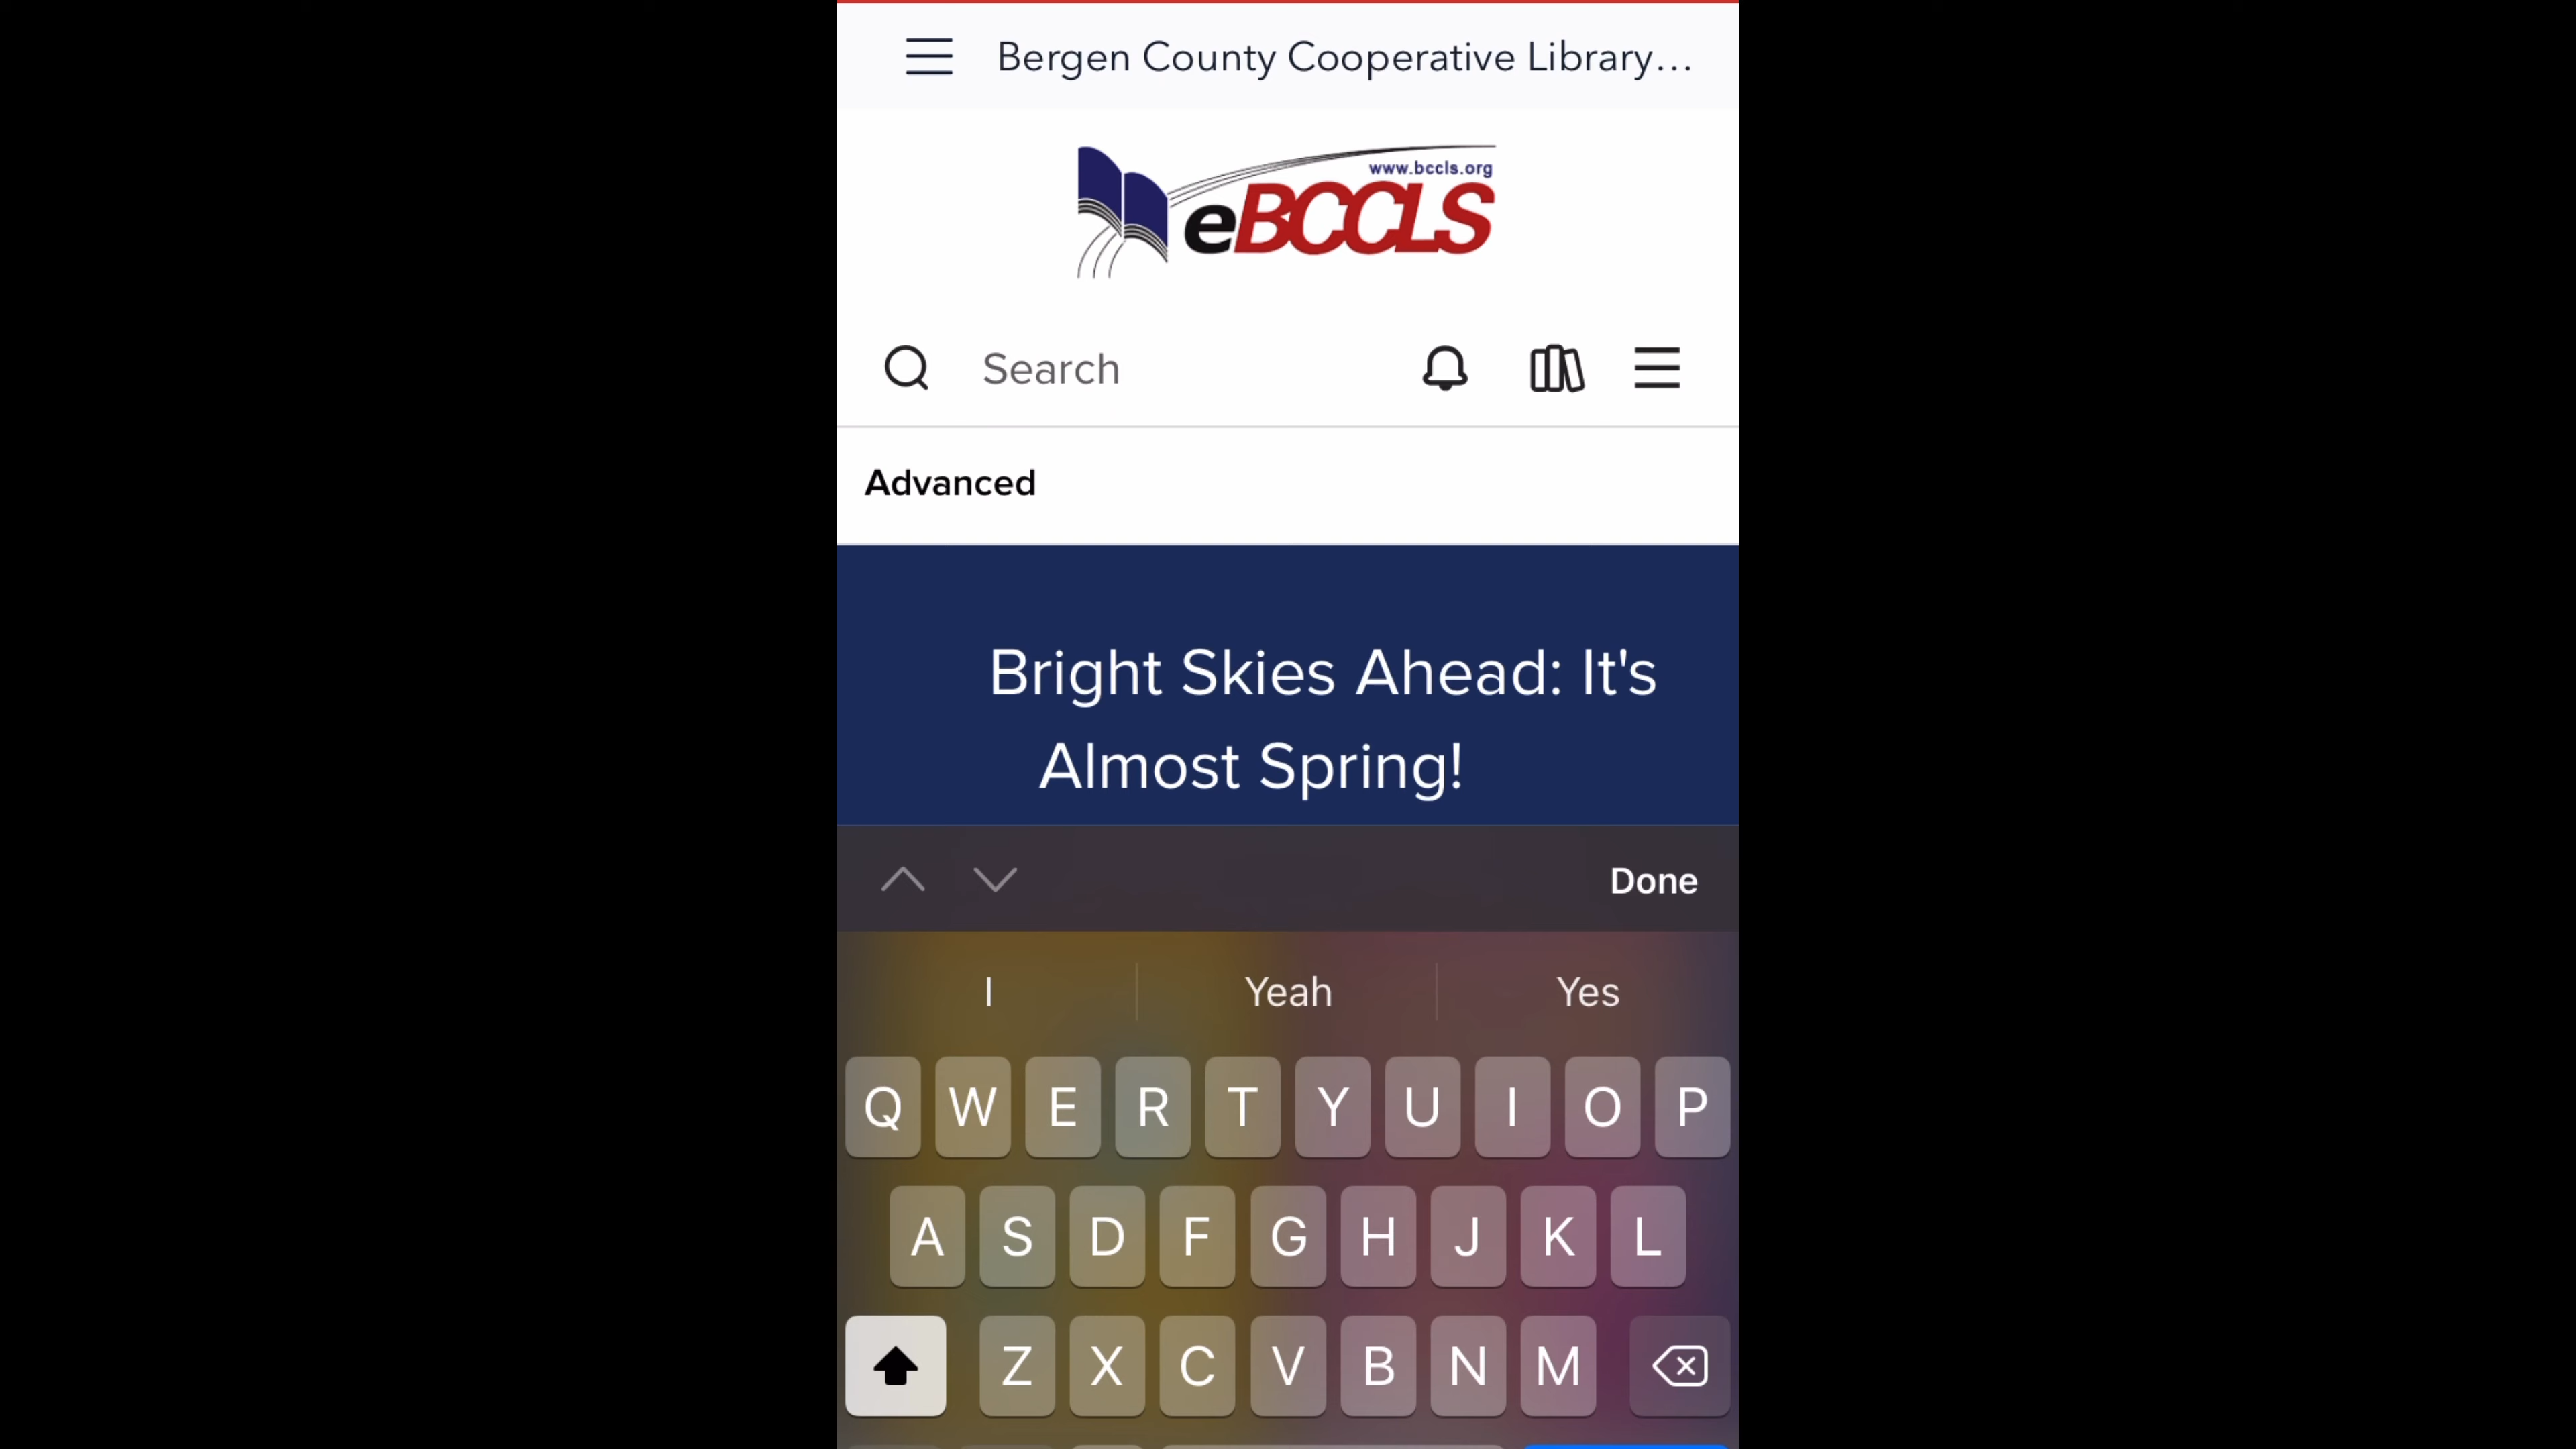 Bergen County Cooperative Library...
www.bccls.org
eBCCLS
Search
Advanced
Bright Skies Ahead: It's
Almost Spring!
Done
I Yeah Yes
Q W E R T Y U I O P
A S D F G H J K L
Z X C V B N M